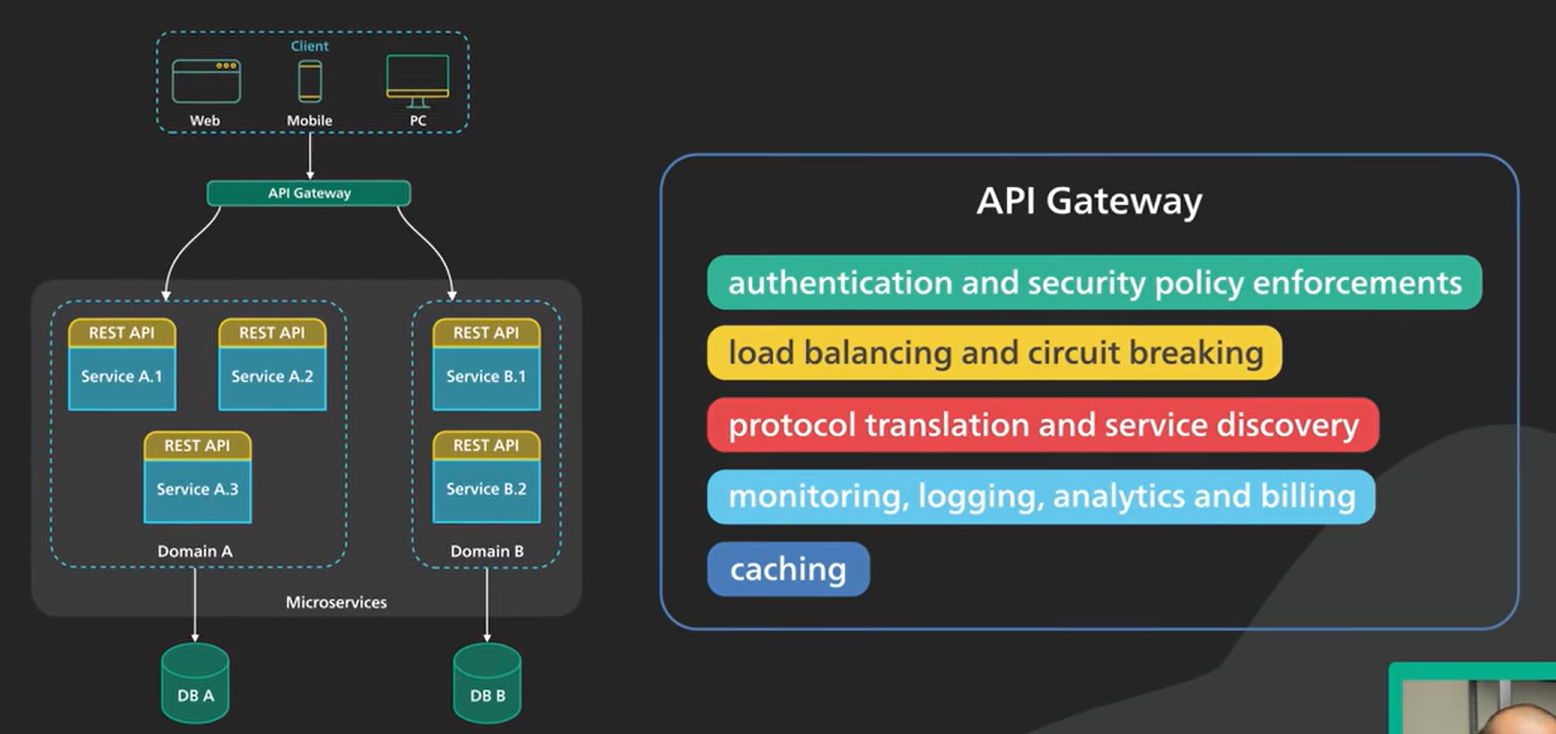 Client
Web
Mobile
PC
API Gateway
REST API
Service A.1
REST API
Service A.2
REST API
Service A.3
Domain A
REST API
Service B.1
REST API
Service B.2
Domain B
Microservices
DB A
DB B
API Gateway
authentication and security policy enforcements
load balancing and circuit breaking
protocol translation and service discovery
monitoring, logging, analytics and billing
caching